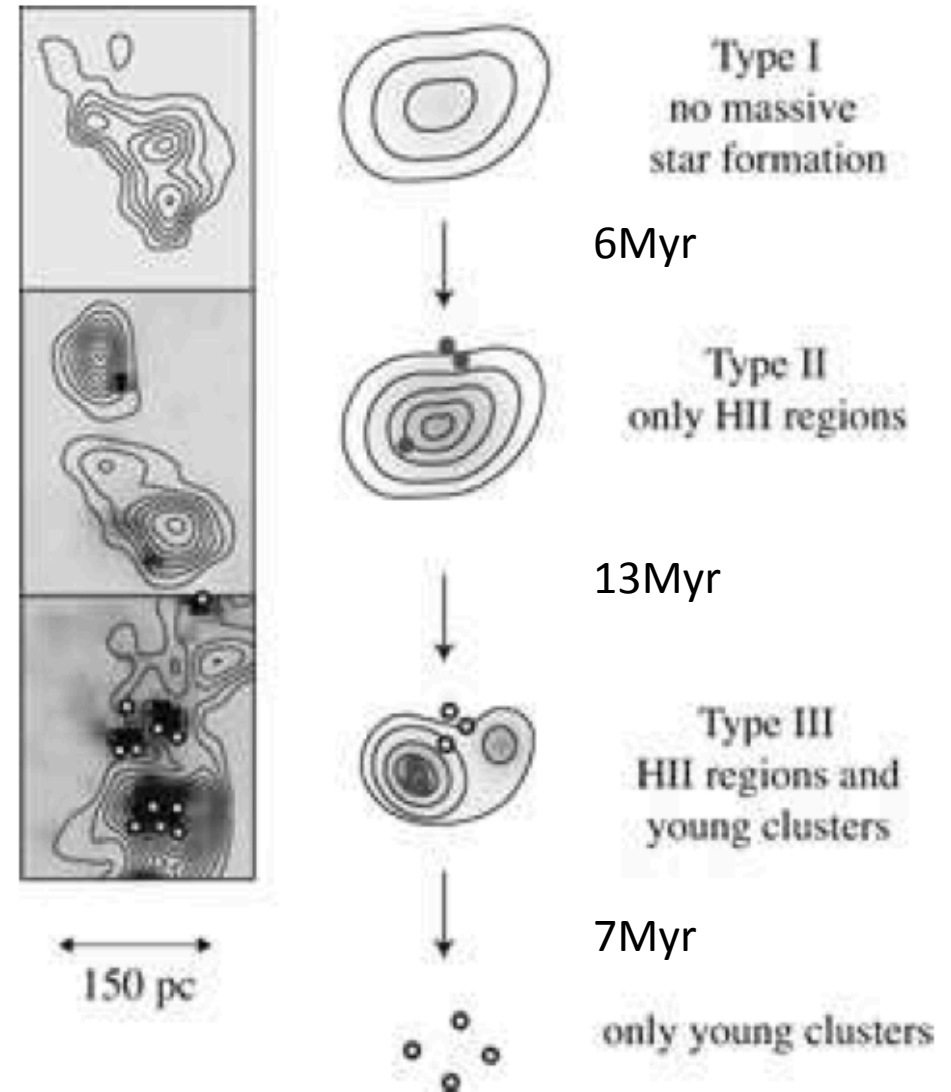 Type I
no massive
star formation
6Myr
Type II
only HII regions
13Myr
Type III
HII regions and
young clusters
7Myr
150 pc
only young clusters